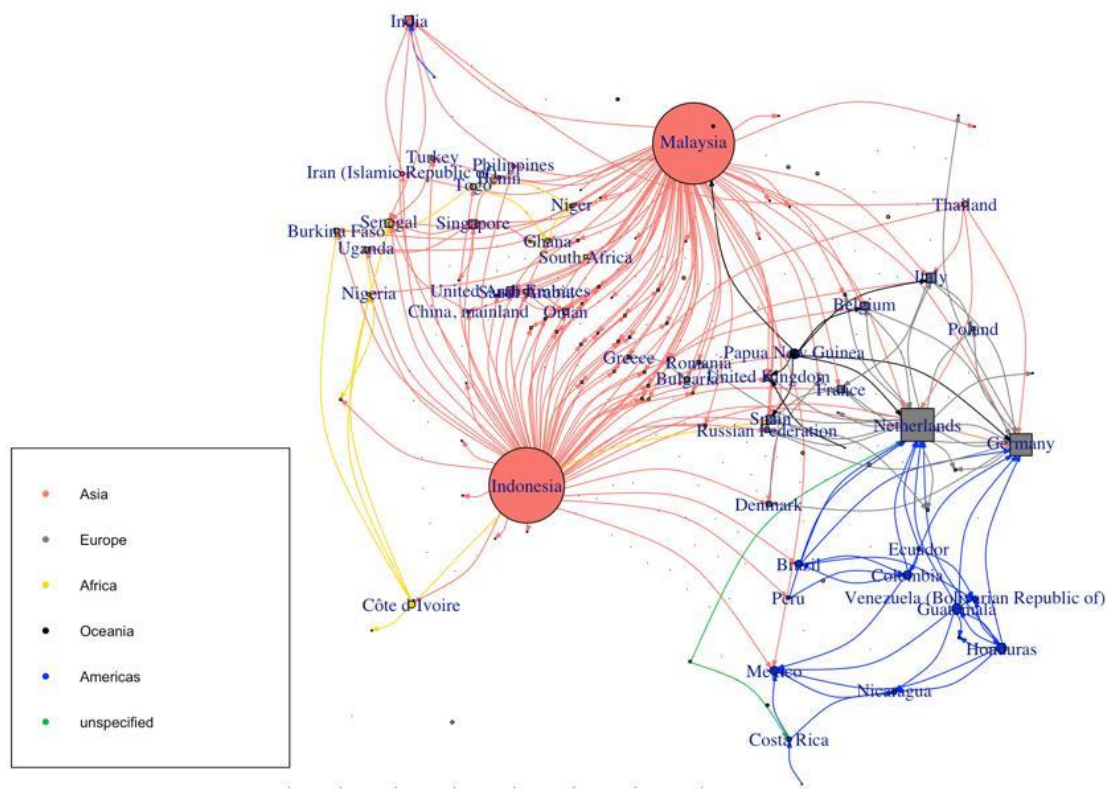 India
Malaysia
Turkey
Philippines
Iran (Islamic Republic of)
Benin
Togo
Niger
Thailand
Senegal
Singapore
Burkina Faso
Uganda
Ghana
South Africa
Italy
United Arab Emirates
Saudi Arabia
Nigeria
China, mainland
Oman
Belgium
Poland
Papua New Guinea
Greece
Romania
United Kingdom
Bulgaria
France
Spain
Netherlands
Russian Federation
Germany
Indonesia
Denmark
Ecuador
Brazil
Colombia
Peru
Venezuela (Bolivarian Republic of)
Guatemala
Côte d'Ivoire
Honduras
Mexico
Nicaragua
Costa Rica
Asia
Europe
Africa
Oceania
Americas
unspecified